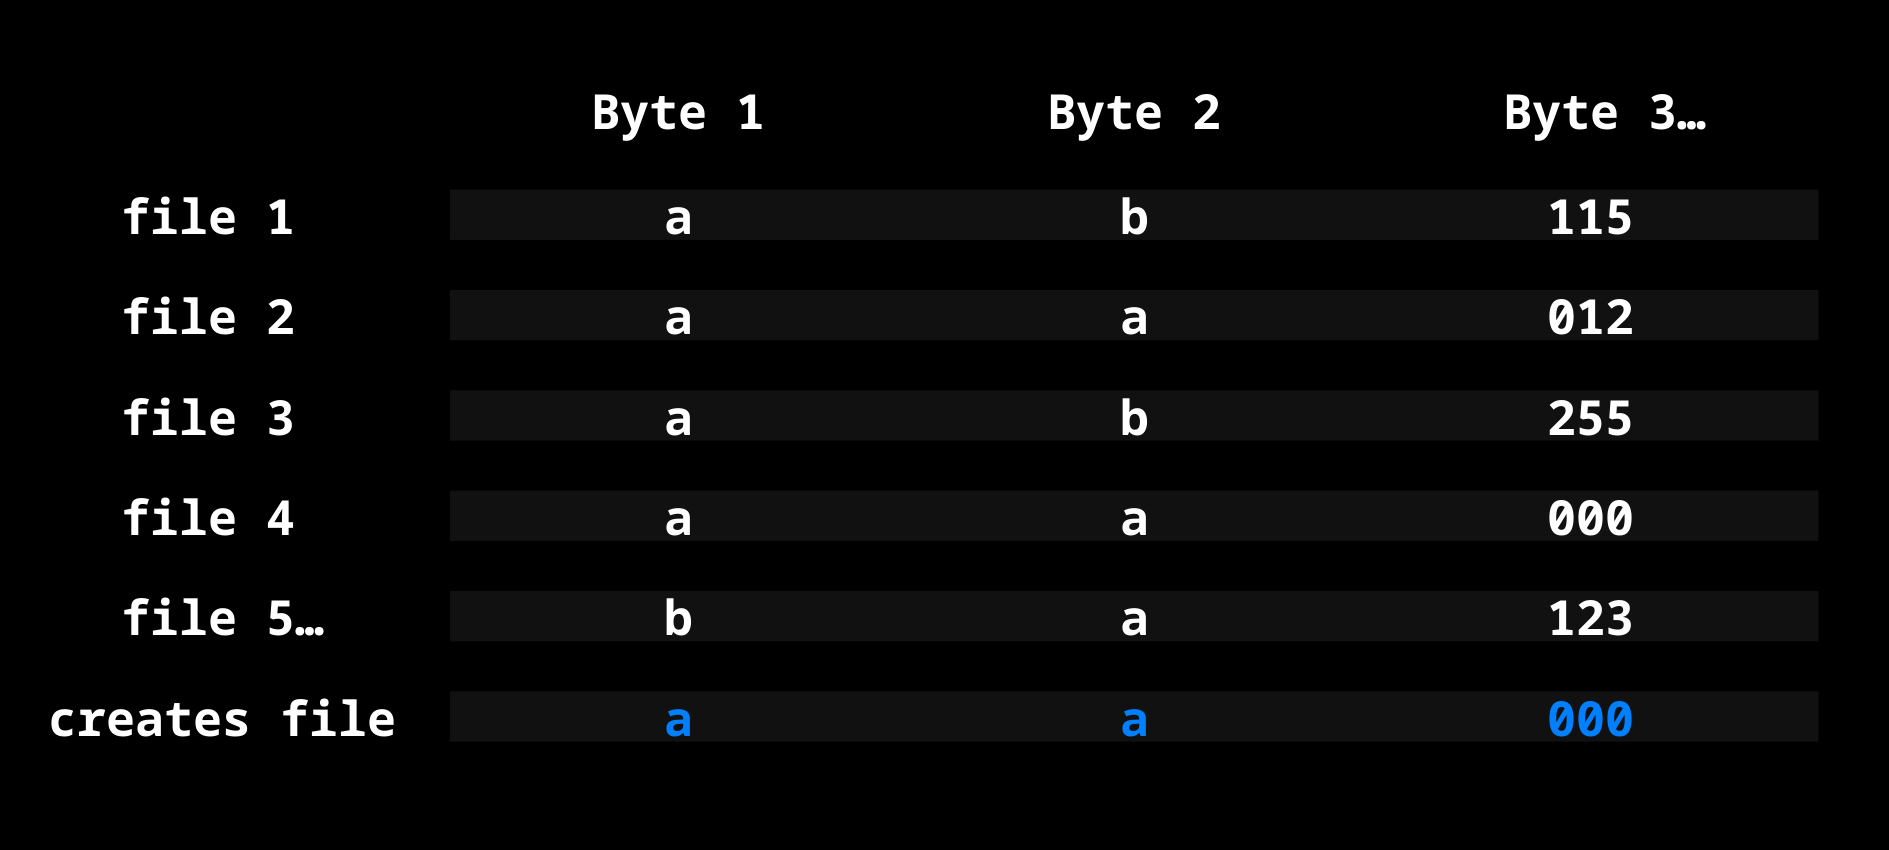 Byte 1 Byte 2 Byte 3…
file 1 a b 115
file 2 a a 012
file 3 a b 255
file 4 a a 000
file 5… b a 123
creates file a a 000